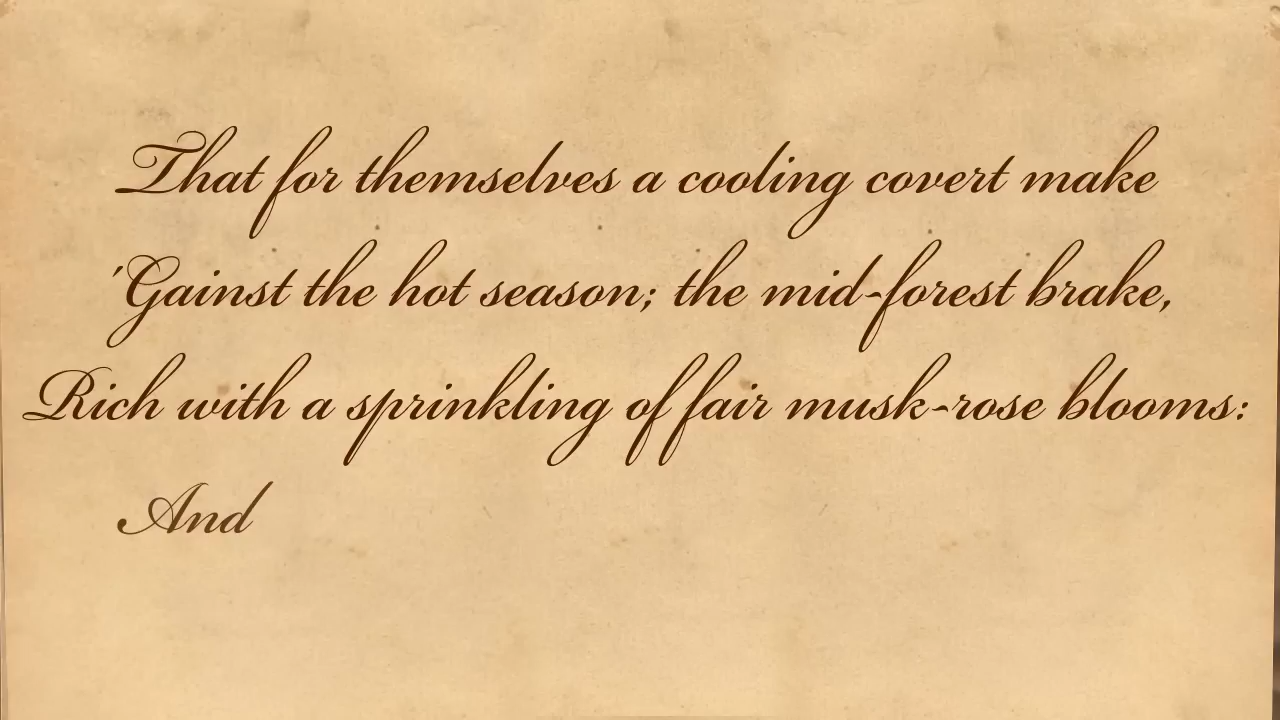 That for themselves a cooling covert make
'Gainst the hot season; the mid-forest brake,
Rich with a sprinkling of fair musk-rose blooms:
And